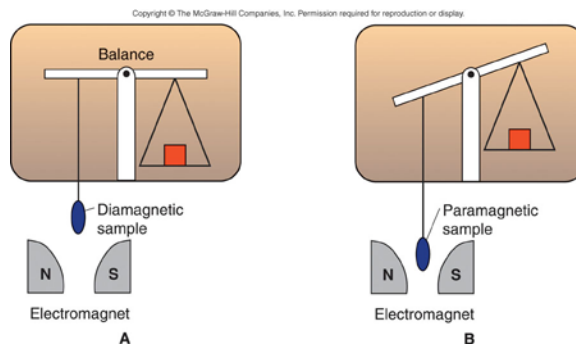 Copyright © The McGraw-Hill Companies, Inc. Permission required for reproduction or display.
Balance
Diamagnetic
sample
N
S
Electromagnet
A
Paramagnetic
sample
N
S
Electromagnet
B